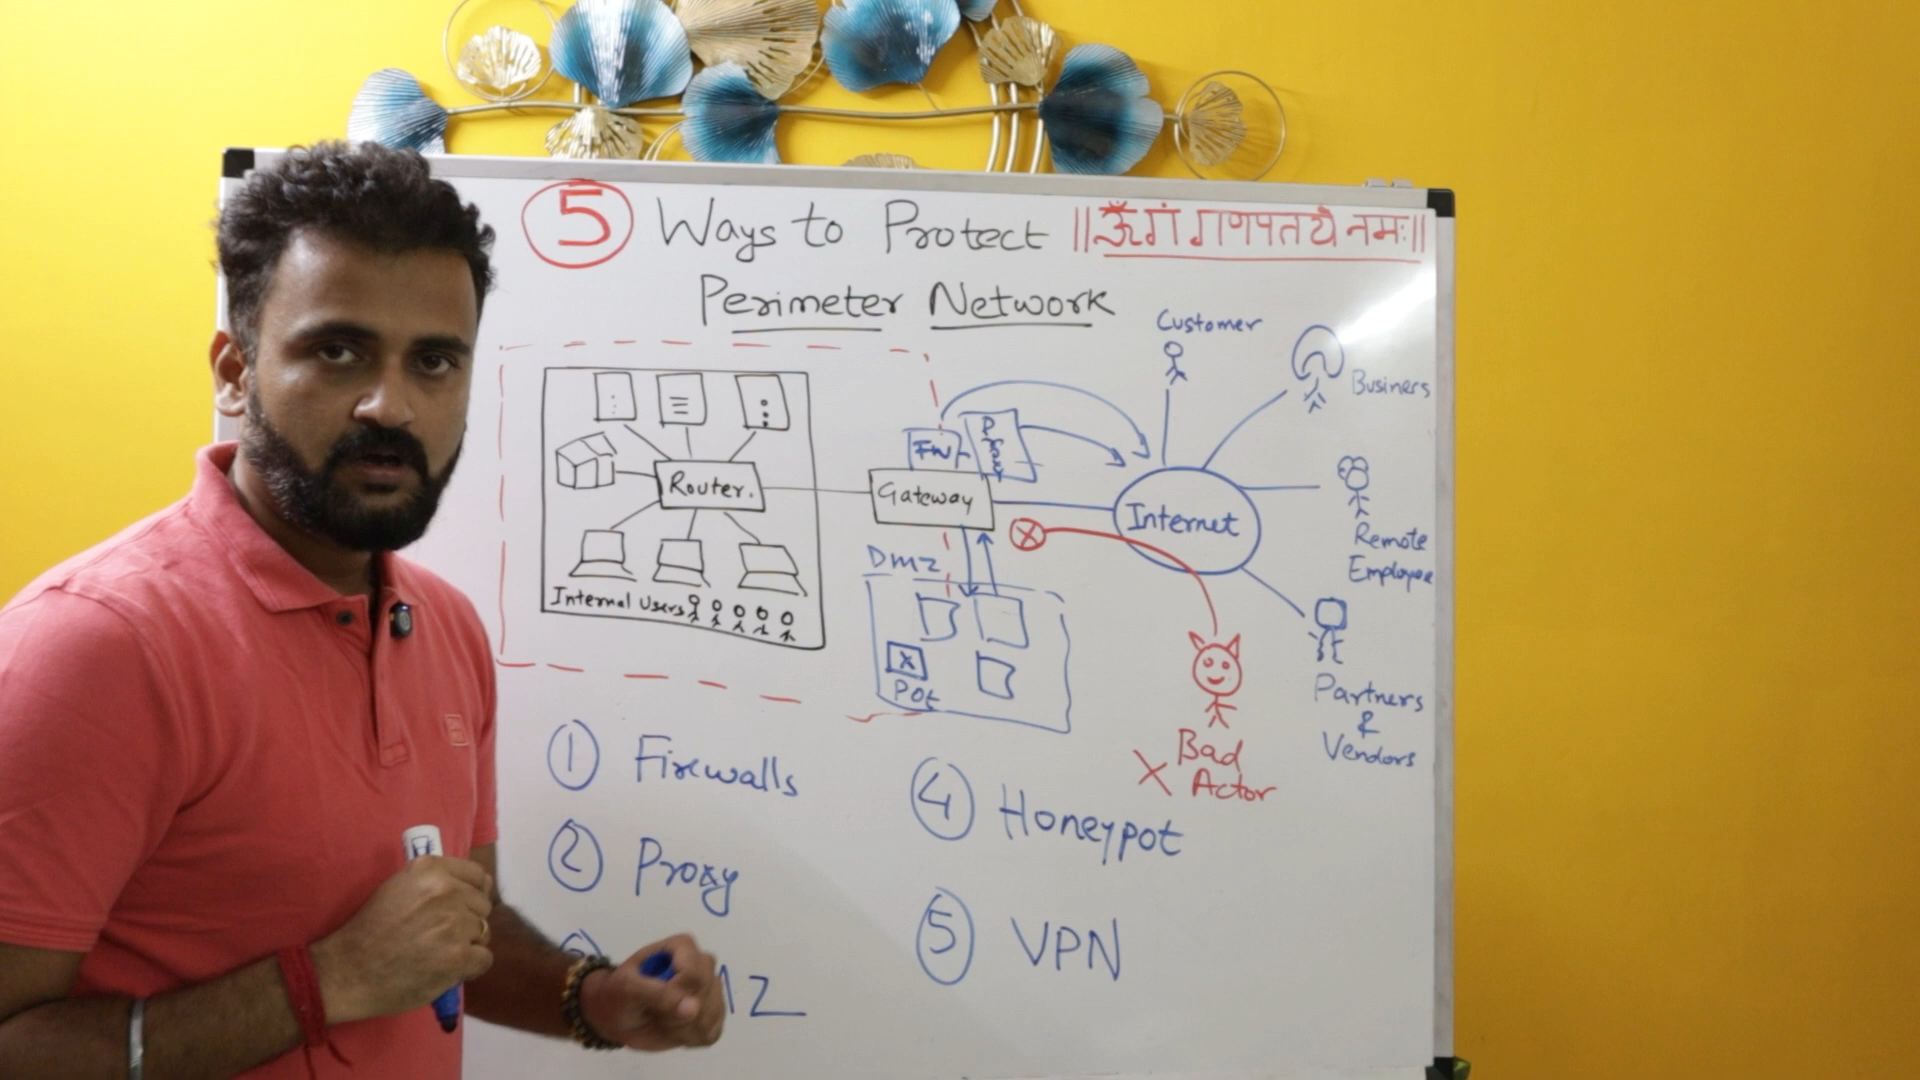 5 Ways to Protect ||ॐ गं गणपतये नमः||
Perimeter Network
Customer
Business
FW
Proxy
Router.
Gateway
Internet
Remote
Employee
DMZ
Internal Users
Pot
Partners
&
Vendors
X Bad
Actor
1 Firewalls
2 Proxy
4 Honeypot
5 VPN